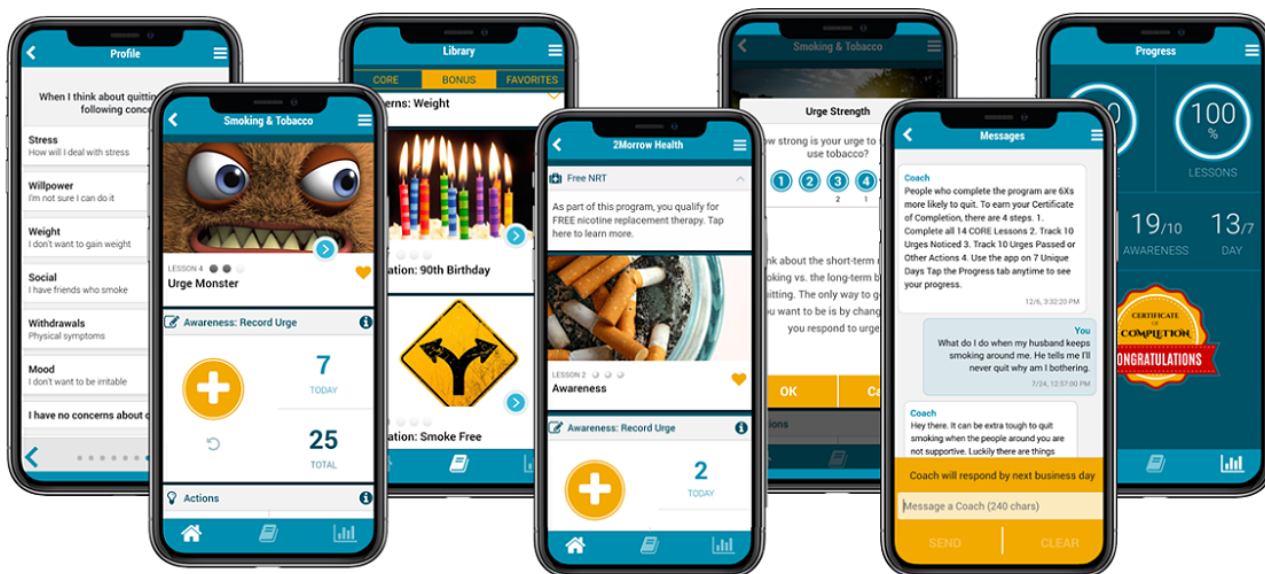 Profile
When I think about quitting
following
Stress
How will I deal with stress
Willpower
I'm not sure I can do it
Weight
I don't want to gain weight
Social
I have friends who smoke
Withdrawals
Physical symptoms
Mood
I don't want to be irritable
I have no concerns about
Smoking & Tobacco
LESSON 4
Urge Monster
Awareness: Record Urge
7
TODAY
25
TOTAL
Actions
Library
CORE
BONUS
FAVORITES
Weight
90th Birthday
Smoke Free
2Morrow Health
Free NRT
As part of this program, you qualify for
FREE nicotine replacement therapy. Tap
here to learn more.
LESSON 2
Awareness
Awareness: Record Urge
2
TODAY
Smoking & Tobacco
Urge Strength
strong is your urge to
use tobacco?
1
2
3
4
2
1
about the short-term
vs. the long-term
The only way to
want to be is by
you respond to
OK
Messages
Coach
People who complete the program are 6Xs
more likely to quit. To earn your Certificate
of Completion, there are 4 steps. 1.
Complete all 14 CORE Lessons 2. Track 10
Urges Noticed 3. Track 10 Urges Passed or
Other Actions 4. Use the app on 7 Unique
Days Tap the Progress tab anytime to see
your progress.
12/6, 3:32:20 PM
You
What do I do when my husband keeps
smoking around me. He tells me I'll
never quit why am I bothering.
7/24, 12:57:00 PM
Coach
Hey there. It can be extra tough to quit
smoking when the people around you are
not supportive. Luckily there are things
Coach will respond by next business day
Message a Coach (240 chars)
SEND
CLEAR
Progress
100
%
LESSONS
19/10
AWARENESS
13/7
DAY
CERTIFICATE
OF
COMPLETION
CONGRATULATIONS